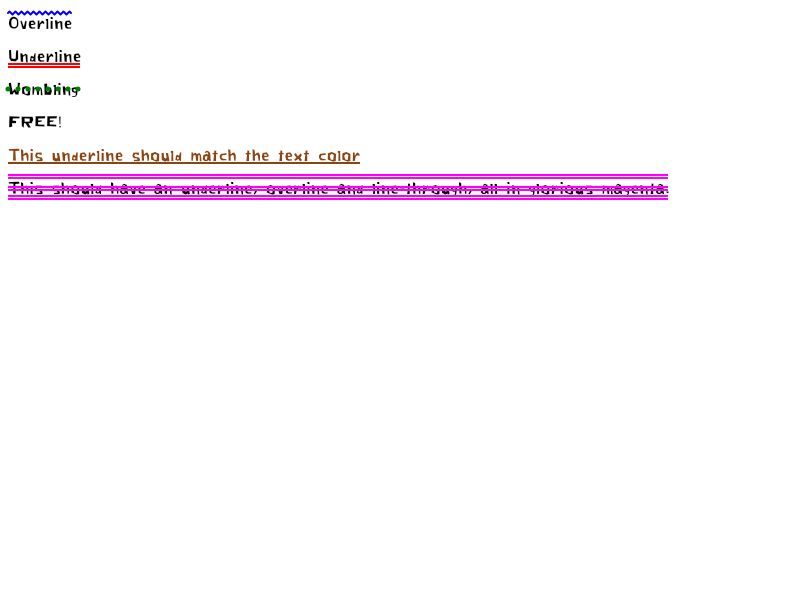 Overline
Underline
Wombling
FREE!
This underline should match the text color
This should have an underline, overline and line-through, all in glorious magenta.